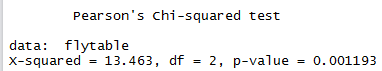 Pearson's Chi-squared test
data:  flytable
X-squared = 13.463, df = 2, p-value = 0.001193